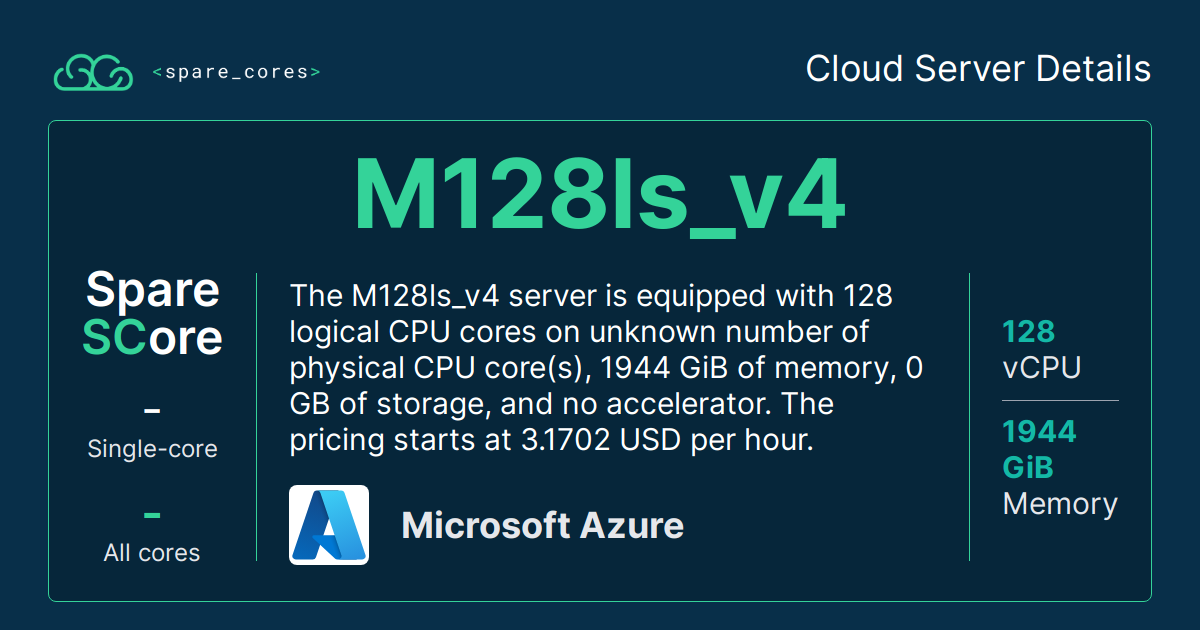 <spare_cores>
Cloud Server Details
M128ls_v4
Spare
SCore
-
Single-core
-
All cores
The M128ls_v4 server is equipped with 128
logical CPU cores on unknown number of
physical CPU core(s), 1944 GiB of memory, 0
GB of storage, and no accelerator. The
pricing starts at 3.1702 USD per hour.
Microsoft Azure
128
vCPU
1944
GiB
Memory